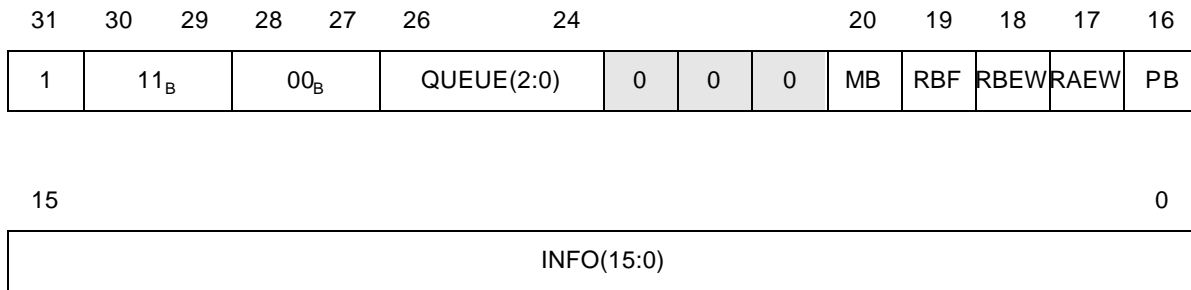 31 30 29 28 27 26 24 20 19 18 17 16
1 11B 00B QUEUE(2:0) 0 0 0 MB RBF RBEW RAEW PB
15 0
INFO(15:0)